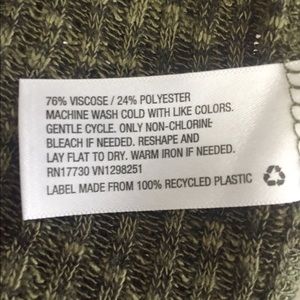 76% VISCOSE / 24% POLYESTER
MACHINE WASH COLD WITH LIKE COLORS.
GENTLE CYCLE. ONLY NON-CHLORINE
BLEACH IF NEEDED. RESHAPE AND
LAY FLAT TO DRY. WARM IRON IF NEEDED.
RN17730 VN1298251
LABEL MADE FROM 100% RECYCLED PLASTIC